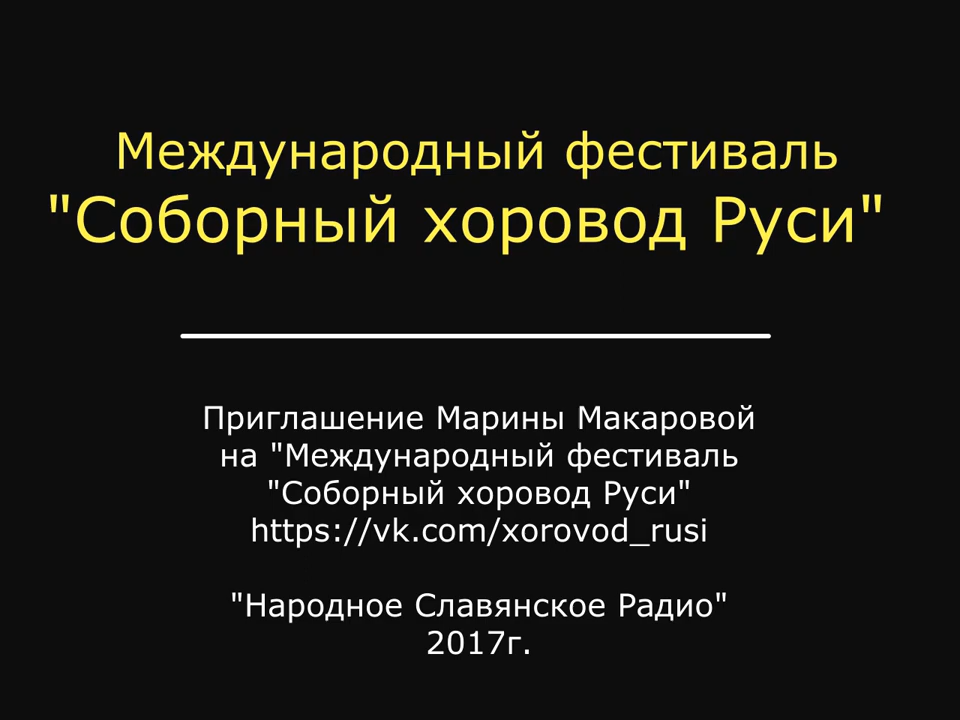 Международный фестиваль
"Соборный хоровод Руси"
Приглашение Марины Макаровой
на "Международный фестиваль
"Соборный хоровод Руси"
https://vk.com/xorovod_rusi
"Народное Славянское Радио"
2017г.